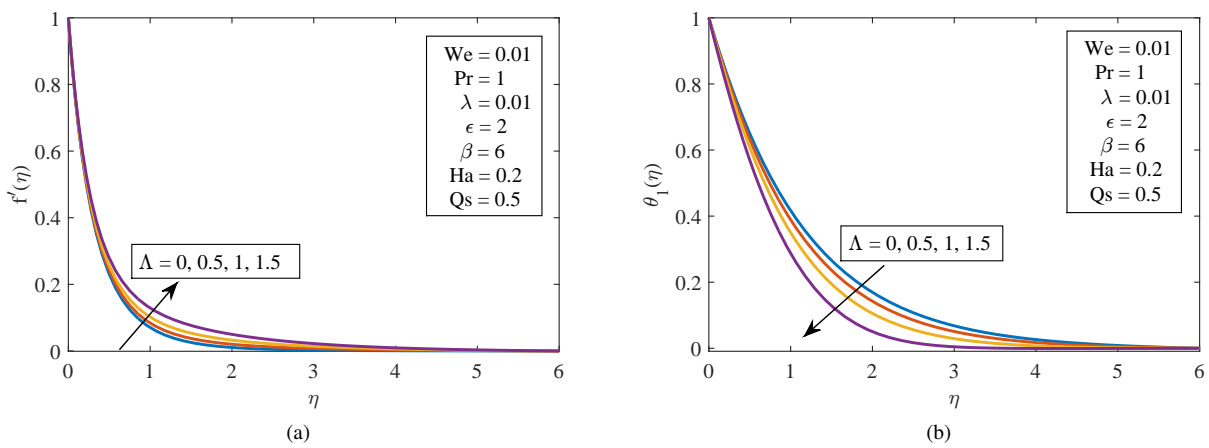 1
0.8
0.6
0.4
0.2
0
f′(η)
0 1 2 3 4 5 6
η
We = 0.01
Pr = 1
λ = 0.01
ϵ = 2
β = 6
Ha = 0.2
Qs = 0.5
Λ = 0, 0.5, 1, 1.5
(a)
1
0.8
0.6
0.4
0.2
0
θ₁(η)
0 1 2 3 4 5 6
η
We = 0.01
Pr = 1
λ = 0.01
ϵ = 2
β = 6
Ha = 0.2
Qs = 0.5
Λ = 0, 0.5, 1, 1.5
(b)